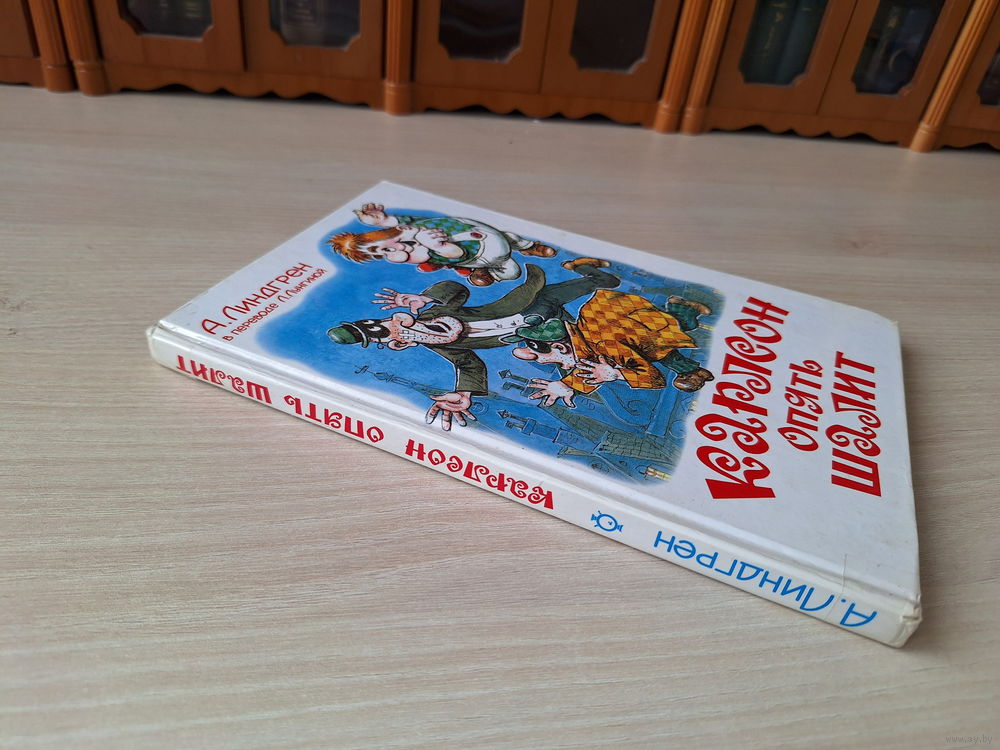 А. Линдгрен
в переводе Л.Лунгиной
Карлсон
опять
шалит
А. Линдгрен
Карлсон опять шалит
www.ay.by